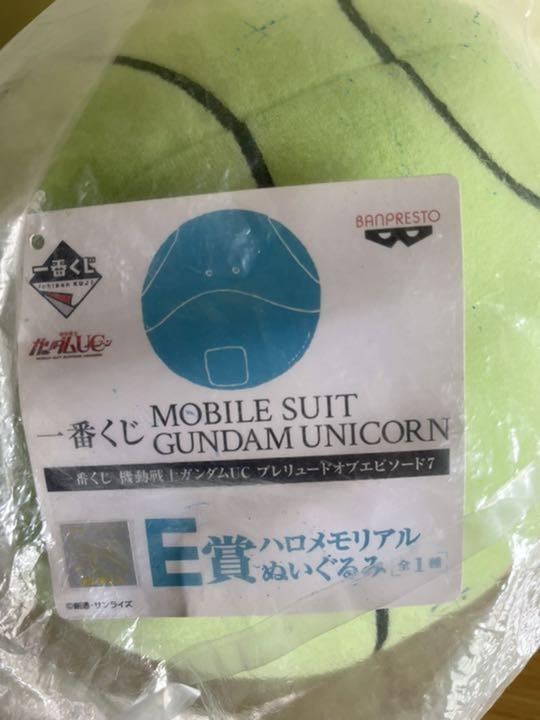 BANPRESTO
一番くじ
ichiban KUJI
機動戦士
ガンダムUC
MOBILE SUIT GUNDAM UNICORN
一番くじ MOBILE SUIT
GUNDAM UNICORN
一番くじ 機動戦士ガンダムUC プレリュードオブエピソード7
E賞 ハロメモリアル
ぬいぐるみ [全1種]
©創通・サンライズ